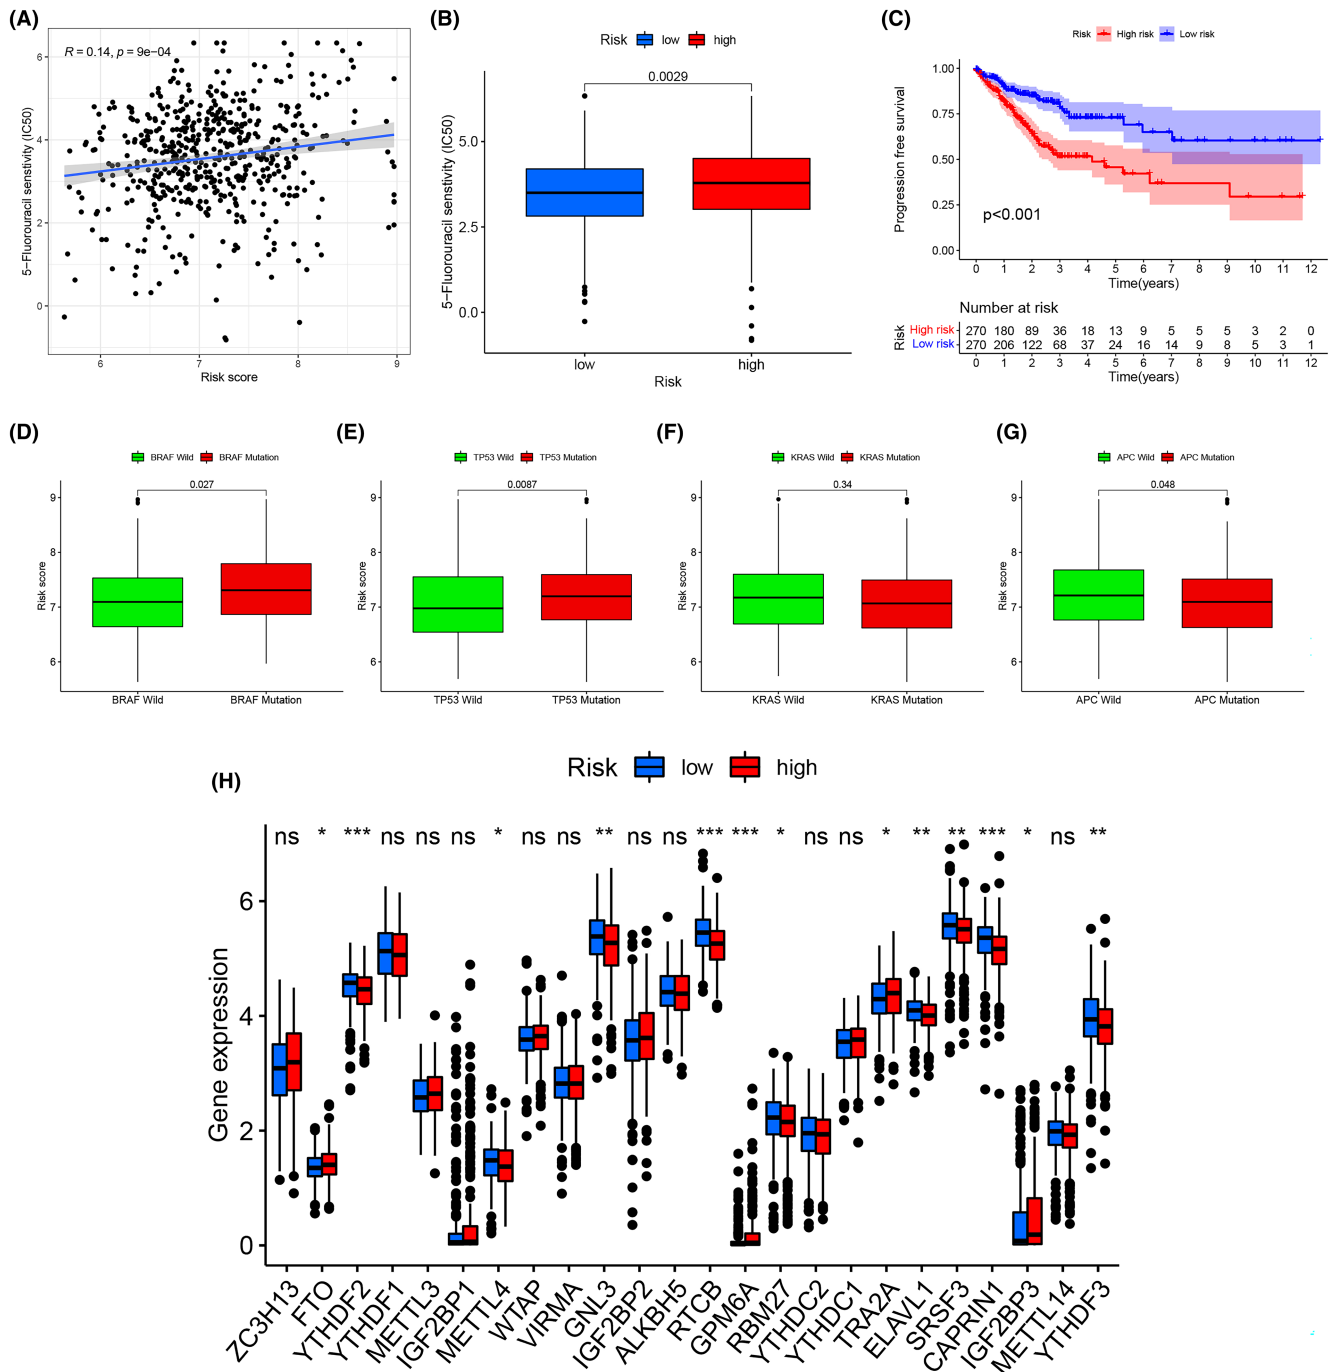 (A)
R = 0.14, p = 9e−04
5−Fluorouracil senstivity (IC50)
6
4
2
0
6 7 8 9
Risk score
(B)
Risk low high
0.0029
5−Fluorouracil senstivity (IC50)
5.0
2.5
0.0
low high
Risk
(C)
Risk High risk Low risk
Progression free survival
1.00
0.75
0.50
0.25
0.00
p<0.001
0 1 2 3 4 5 6 7 8 9 10 11 12
Time(years)
Number at risk
Risk
High risk 270 180 89 36 18 13 9 5 5 5 3 2 0
Low risk 270 206 122 68 37 24 16 14 9 8 5 3 1
0 1 2 3 4 5 6 7 8 9 10 11 12
Time(years)
(D)
BRAF Wild BRAF Mutation
0.027
Risk score
9
8
7
6
BRAF Wild BRAF Mutation
(E)
TP53 Wild TP53 Mutation
0.0087
Risk score
9
8
7
6
TP53 Wild TP53 Mutation
(F)
KRAS Wild KRAS Mutation
0.34
Risk score
9
8
7
6
KRAS Wild KRAS Mutation
(G)
APC Wild APC Mutation
0.048
Risk score
9
8
7
6
APC Wild APC Mutation
(H)
Risk low high
ns * *** ns ns ns * ns ns ** ns ns *** *** * ns ns * ** ** *** * ns **
Gene expression
6
4
2
0
ZC3H13
FTO
YTHDF2
YTHDF1
METTL3
IGF2BP1
METTL4
WTAP
VIRMA
GNL3
IGF2BP2
ALKBH5
RTCB
GPM6A
RBM27
YTHDC2
YTHDC1
TRA2A
ELAVL1
SRSF3
CAPRIN1
IGF2BP3
METTL14
YTHDF3